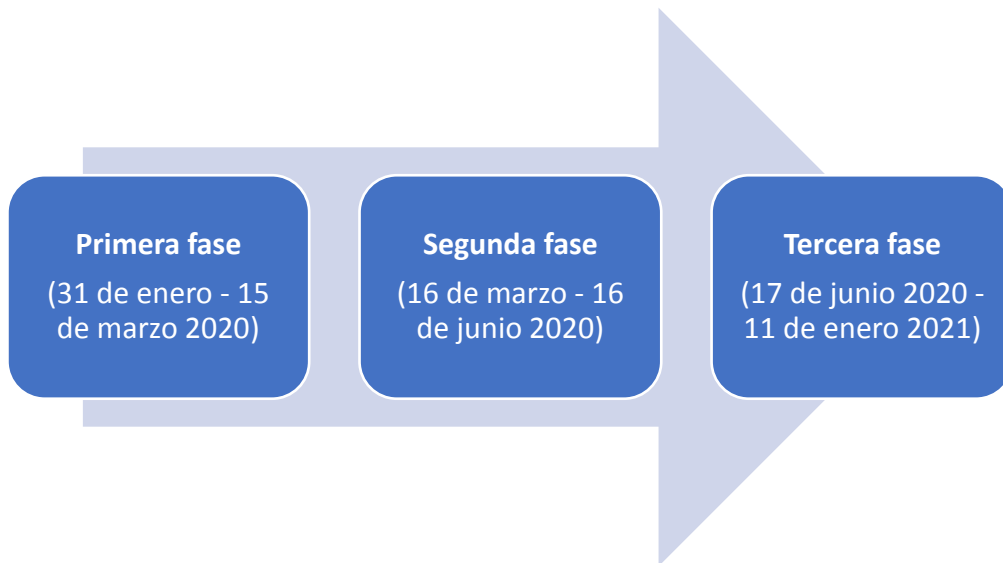 Primera fase
(31 de enero - 15
de marzo 2020)
Segunda fase
(16 de marzo - 16
de junio 2020)
Tercera fase
(17 de junio 2020 -
11 de enero 2021)